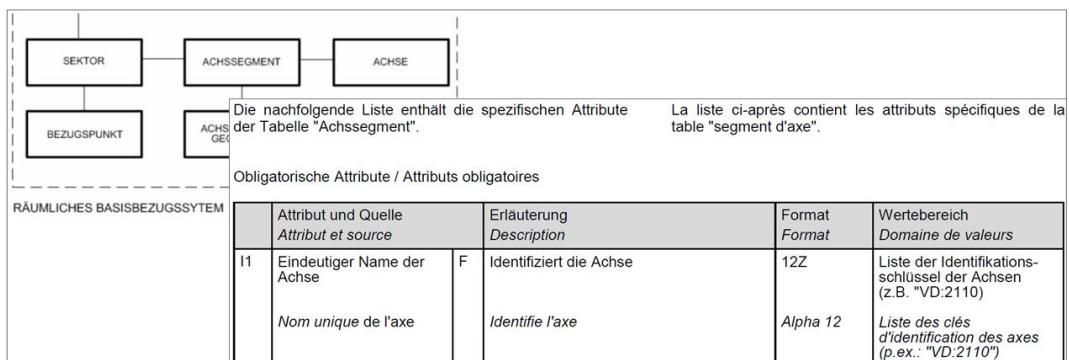 SEKTOR
ACHSSEGMENT
ACHSE
BEZUGSPUNKT
RÄUMLICHES BASISBEZUGSSYTEM
Die nachfolgende Liste enthält die spezifischen Attribute
der Tabelle "Achssegment".
La liste ci-après contient les attributs spécifiques de la
table "segment d'axe".
Obligatorische Attribute / Attributs obligatoires
Attribut und Quelle
Attribut et source
Erläuterung
Description
Format
Format
Wertebereich
Domaine de valeurs
I1
Eindeutiger Name der
Achse
F
Identifiziert die Achse
12Z
Liste der Identifikations-
schlüssel der Achsen
(z.B. "VD:2110)
Nom unique de l'axe
Identifie l'axe
Alpha 12
Liste des clés
d'identification des axes
(p.ex.: "VD:2110")